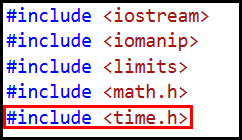 #include <iostream>
#include <iomanip>
#include <limits>
#include <math.h>
#include <time.h>